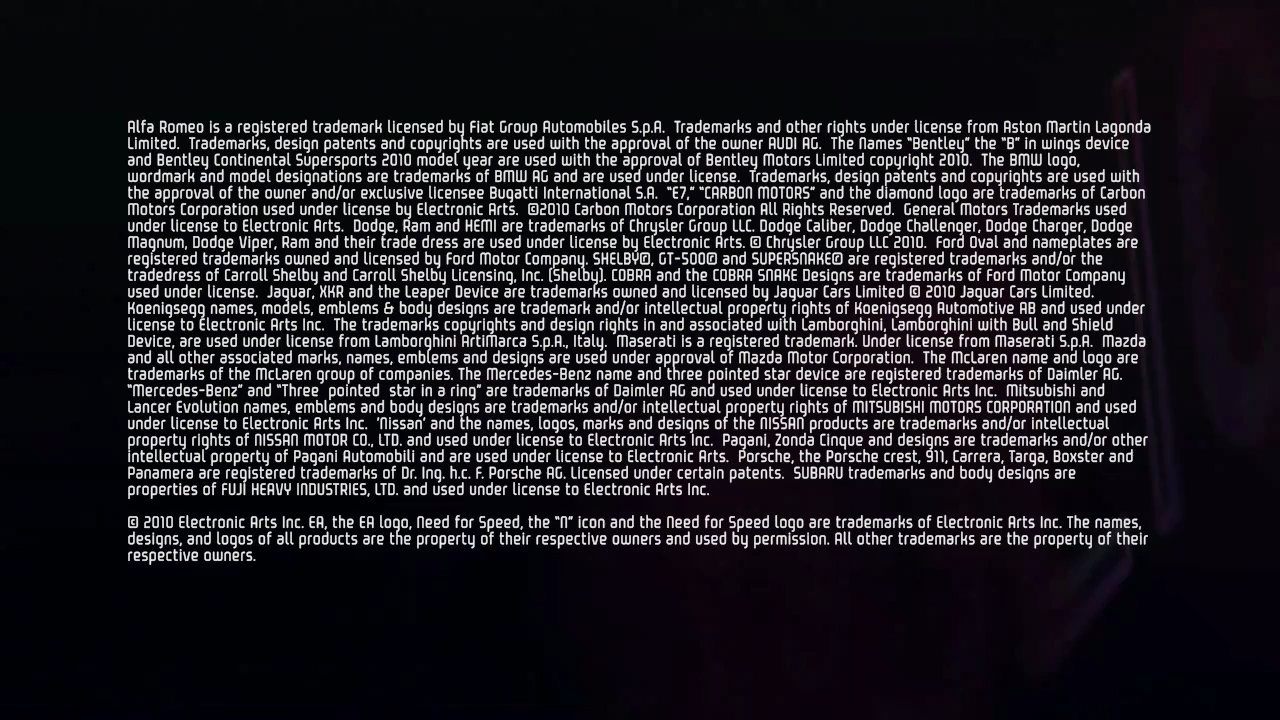 Alfa Romeo is a registered trademark licensed by Fiat Group Automobiles S.p.A.  Trademarks and other rights under license from Aston Martin Lagonda
Limited.  Trademarks, design patents and copyrights are used with the approval of the owner AUDI AG.  The Names “Bentley” the “B” in wings device
and Bentley Continental Supersports 2010 model year are used with the approval of Bentley Motors Limited copyright 2010.  The BMW logo,
wordmark and model designations are trademarks of BMW AG and are used under license.  Trademarks, design patents and copyrights are used with
the approval of the owner and/or exclusive licensee Bugatti International S.A.  “E7,” “CARBON MOTORS” and the diamond logo are trademarks of Carbon
Motors Corporation used under license by Electronic Arts.  ©2010 Carbon Motors Corporation All Rights Reserved.  General Motors Trademarks used
under license to Electronic Arts.  Dodge, Ram and HEMI are trademarks of Chrysler Group LLC. Dodge Caliber, Dodge Challenger, Dodge Charger, Dodge
Magnum, Dodge Viper, Ram and their trade dress are used under license by Electronic Arts. © Chrysler Group LLC 2010.  Ford Oval and nameplates are
registered trademarks owned and licensed by Ford Motor Company. SHELBY®, GT-500® and SUPERSNAKE® are registered trademarks and/or the
tradedress of Carroll Shelby and Carroll Shelby Licensing, Inc. (Shelby). COBRA and the COBRA SNAKE Designs are trademarks of Ford Motor Company
used under license.  Jaguar, XKR and the Leaper Device are trademarks owned and licensed by Jaguar Cars Limited © 2010 Jaguar Cars Limited.
Koenigsegg names, models, emblems & body designs are trademark and/or intellectual property rights of Koenigsegg Automotive AB and used under
license to Electronic Arts Inc.  The trademarks copyrights and design rights in and associated with Lamborghini, Lamborghini with Bull and Shield
Device, are used under license from Lamborghini ArtiMarca S.p.A., Italy.  Maserati is a registered trademark. Under license from Maserati S.p.A.  Mazda
and all other associated marks, names, emblems and designs are used under approval of Mazda Motor Corporation.  The McLaren name and logo are
trademarks of the McLaren group of companies. The Mercedes-Benz name and three pointed star device are registered trademarks of Daimler AG.
“Mercedes-Benz” and “Three  pointed  star in a ring” are trademarks of Daimler AG and used under license to Electronic Arts Inc.  Mitsubishi and
Lancer Evolution names, emblems and body designs are trademarks and/or intellectual property rights of MITSUBISHI MOTORS CORPORATION and used
under license to Electronic Arts Inc.  ‘Nissan’ and the names, logos, marks and designs of the NISSAN products are trademarks and/or intellectual
property rights of NISSAN MOTOR CO., LTD. and used under license to Electronic Arts Inc.  Pagani, Zonda Cinque and designs are trademarks and/or other
intellectual property of Pagani Automobili and are used under license to Electronic Arts.  Porsche, the Porsche crest, 911, Carrera, Targa, Boxster and
Panamera are registered trademarks of Dr. Ing. h.c. F. Porsche AG. Licensed under certain patents.  SUBARU trademarks and body designs are
properties of FUJI HEAVY INDUSTRIES, LTD. and used under license to Electronic Arts Inc.

© 2010 Electronic Arts Inc. EA, the EA logo, Need for Speed, the “N” icon and the Need for Speed logo are trademarks of Electronic Arts Inc. The names,
designs, and logos of all products are the property of their respective owners and used by permission. All other trademarks are the property of their
respective owners.